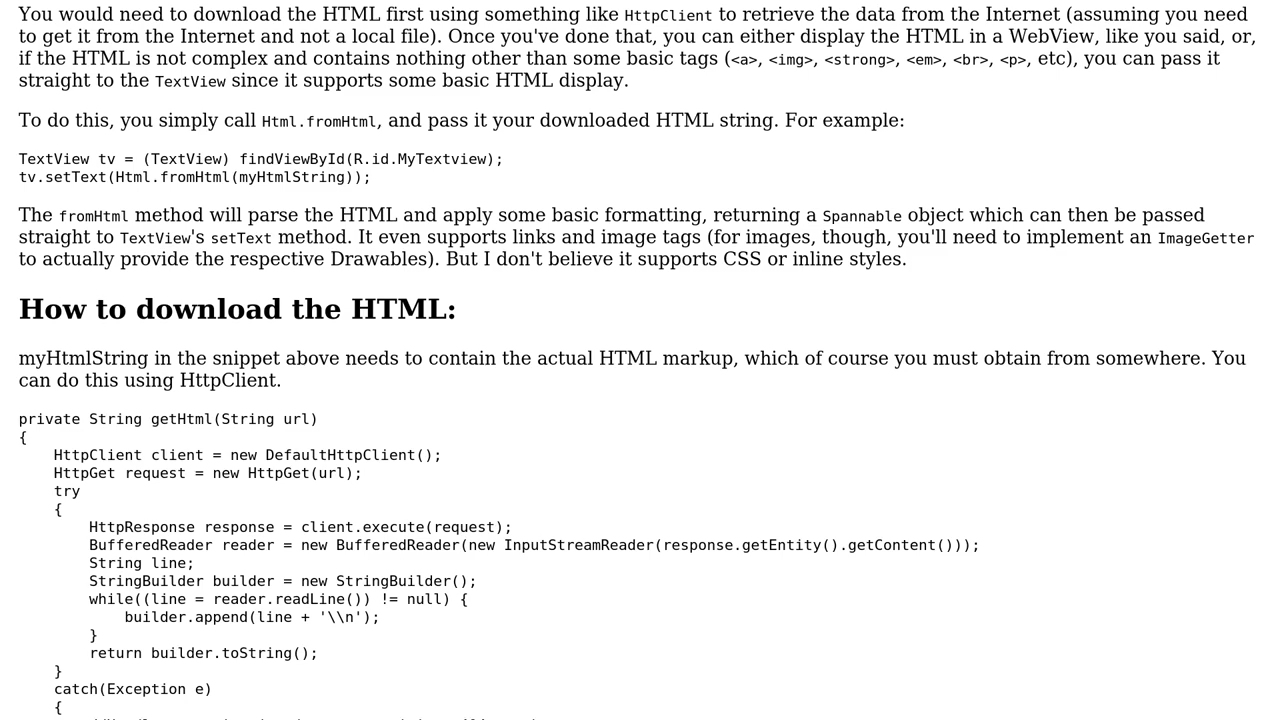 You would need to download the HTML first using something like HttpClient to retrieve the data from the Internet (assuming you need
to get it from the Internet and not a local file). Once you've done that, you can either display the HTML in a WebView, like you said, or,
if the HTML is not complex and contains nothing other than some basic tags (<a>, <img>, <strong>, <em>, <br>, <p>, etc), you can pass it
straight to the TextView since it supports some basic HTML display.
To do this, you simply call Html.fromHtml, and pass it your downloaded HTML string. For example:
TextView tv = (TextView) findViewById(R.id.MyTextview);
tv.setText(Html.fromHtml(myHtmlString));
The fromHtml method will parse the HTML and apply some basic formatting, returning a Spannable object which can then be passed
straight to TextView's setText method. It even supports links and image tags (for images, though, you'll need to implement an ImageGetter
to actually provide the respective Drawables). But I don't believe it supports CSS or inline styles.
How to download the HTML:
myHtmlString in the snippet above needs to contain the actual HTML markup, which of course you must obtain from somewhere. You
can do this using HttpClient.
private String getHtml(String url)
{
    HttpClient client = new DefaultHttpClient();
    HttpGet request = new HttpGet(url);
    try
    {
        HttpResponse response = client.execute(request);
        BufferedReader reader = new BufferedReader(new InputStreamReader(response.getEntity().getContent()));
        String line;
        StringBuilder builder = new StringBuilder();
        while((line = reader.readLine()) != null) {
            builder.append(line + '\\n');
        }
        return builder.toString();
    }
    catch(Exception e)
    {